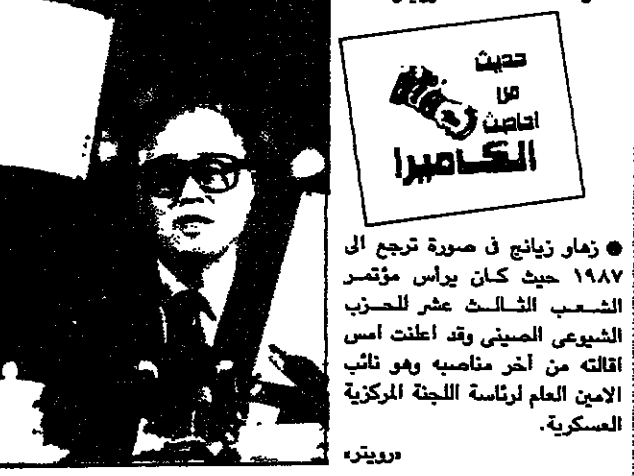 حديث
من
احاضث
الكاميرا
● زهاو زيانج فى صورة ترجع الى
١٩٨٧ حيث كان يرأس مؤتمر
الشعب الثالث عشر للحزب
الشيوعى الصينى وقد اعلنت امس
اقالته من آخر مناصبه وهو نائب
الامين العام لرئاسة اللجنة المركزية
العسكرية.
«رويتر»